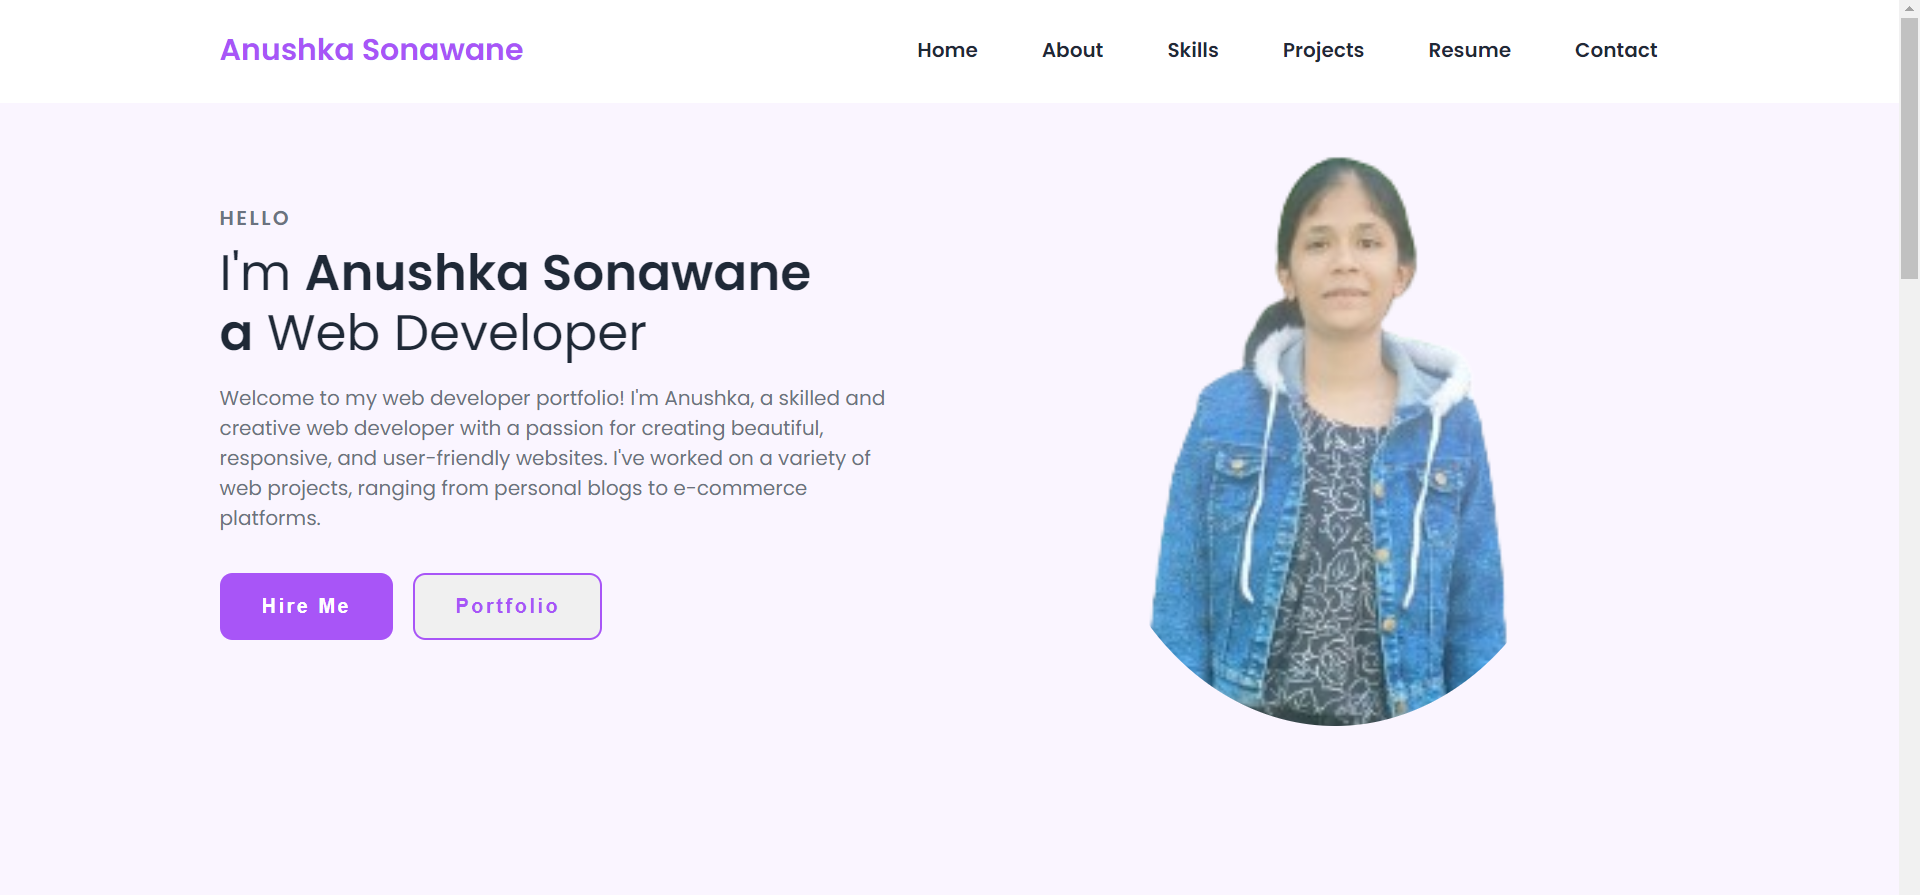 Anushka Sonawane
Home About Skills Projects Resume Contact
HELLO
I'm Anushka Sonawane
a Web Developer
Welcome to my web developer portfolio! I'm Anushka, a skilled and
creative web developer with a passion for creating beautiful,
responsive, and user-friendly websites. I've worked on a variety of
web projects, ranging from personal blogs to e-commerce
platforms.
Hire Me
Portfolio